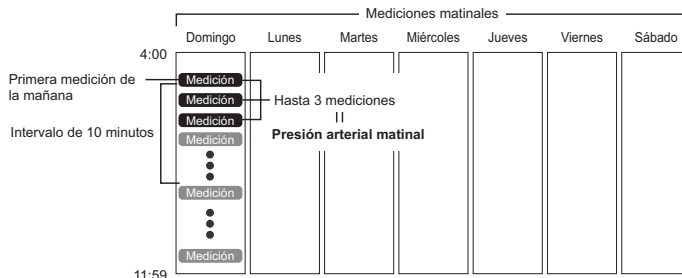 Mediciones matinales
Domingo Lunes Martes Miércoles Jueves Viernes Sábado
4:00
Primera medición de
la mañana
Medición
Medición
Hasta 3 mediciones
Medición
Presión arterial matinal
Intervalo de 10 minutos
Medición
Medición
Medición
11:59